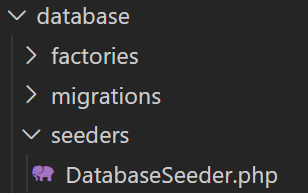 database
factories
migrations
seeders
DatabaseSeeder.php